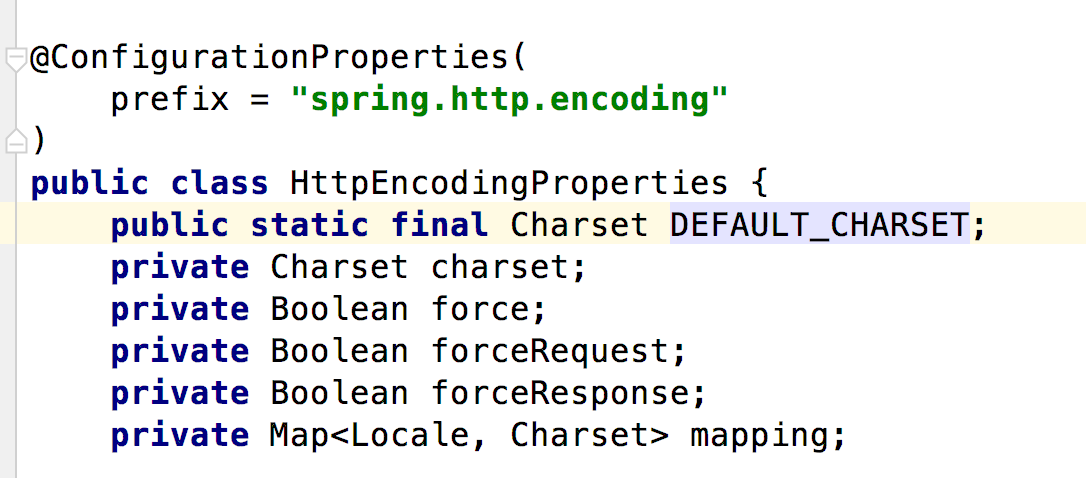 @ConfigurationProperties(
    prefix = "spring.http.encoding"
)
public class HttpEncodingProperties {
    public static final Charset DEFAULT_CHARSET;
    private Charset charset;
    private Boolean force;
    private Boolean forceRequest;
    private Boolean forceResponse;
    private Map<Locale, Charset> mapping;